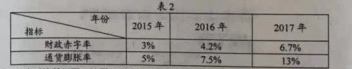 表2
年份 指标 2015年 2016年 2017年
财政赤字率 3% 4.2% 6.7%
通货膨胀率 5% 7.5% 13%